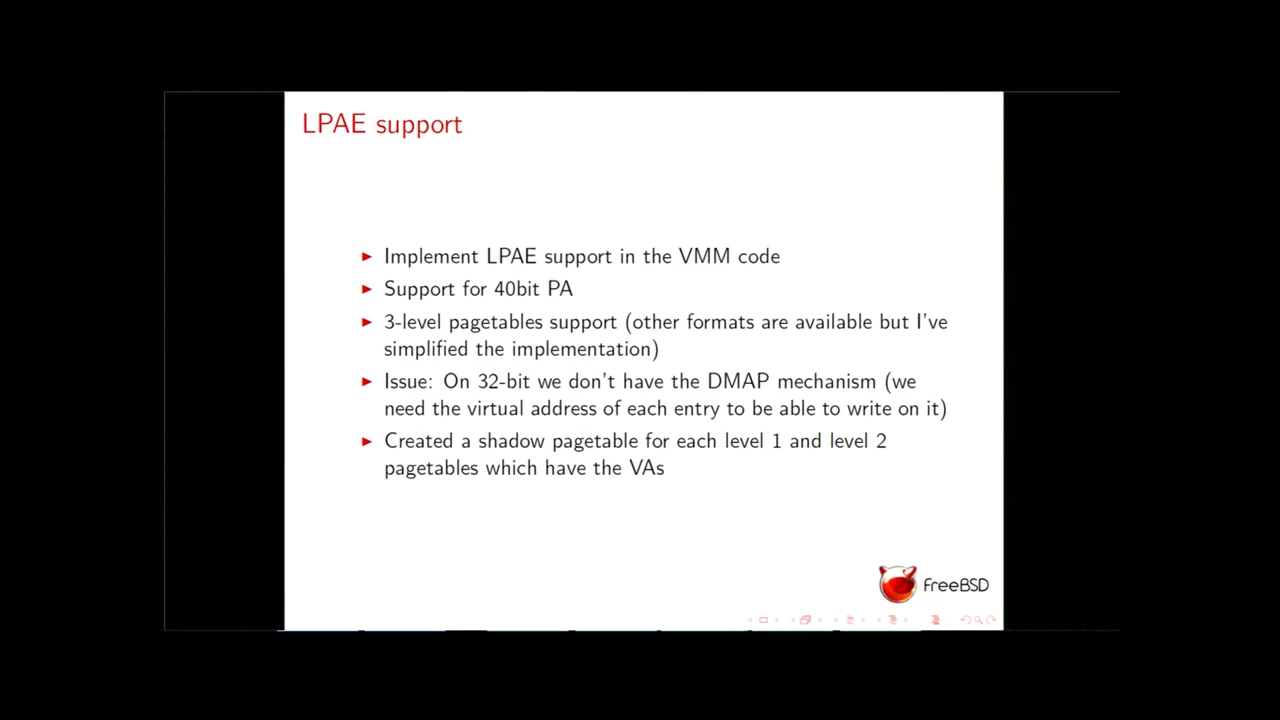 LPAE support
Implement LPAE support in the VMM code
Support for 40bit PA
3-level pagetables support (other formats are available but I've
simplified the implementation)
Issue: On 32-bit we don't have the DMAP mechanism (we
need the virtual address of each entry to be able to write on it)
Created a shadow pagetable for each level 1 and level 2
pagetables which have the VAs
FreeBSD